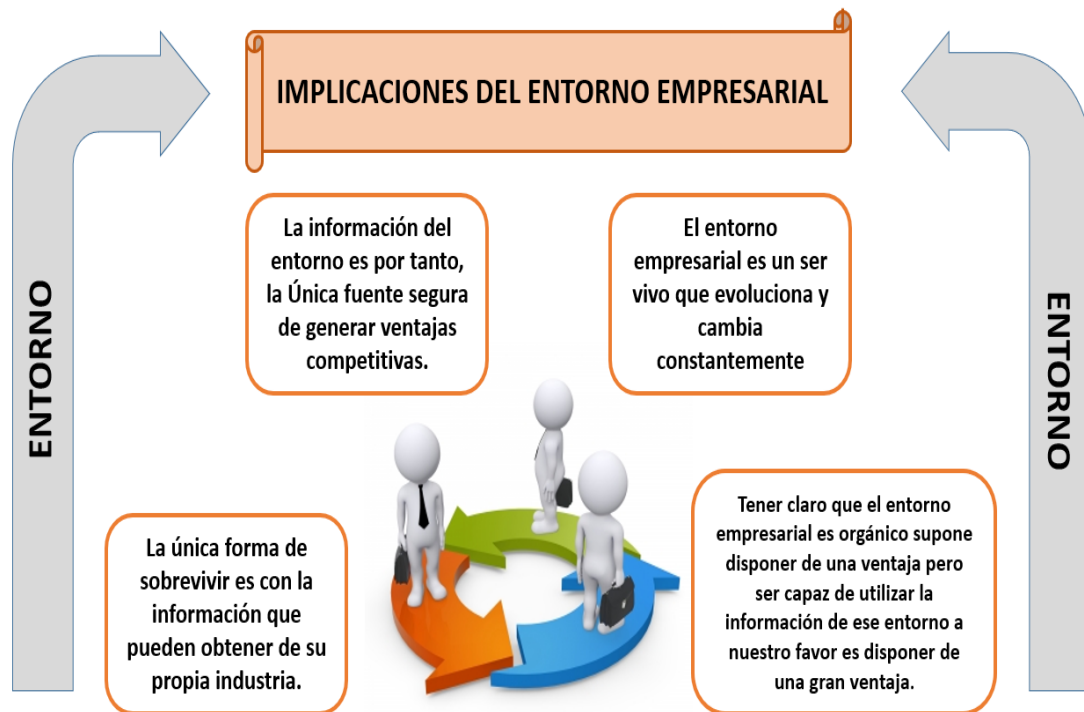 IMPLICACIONES DEL ENTORNO EMPRESARIAL
ENTORNO
La información del
entorno es por tanto,
la Única fuente segura
de generar ventajas
competitivas.
El entorno
empresarial es un ser
vivo que evoluciona y
cambia
constantemente
ENTORNO
La única forma de
sobrevivir es con la
información que
pueden obtener de su
propia industria.
Tener claro que el entorno
empresarial es orgánico supone
disponer de una ventaja pero
ser capaz de utilizar la
información de ese entorno a
nuestro favor es disponer de
una gran ventaja.